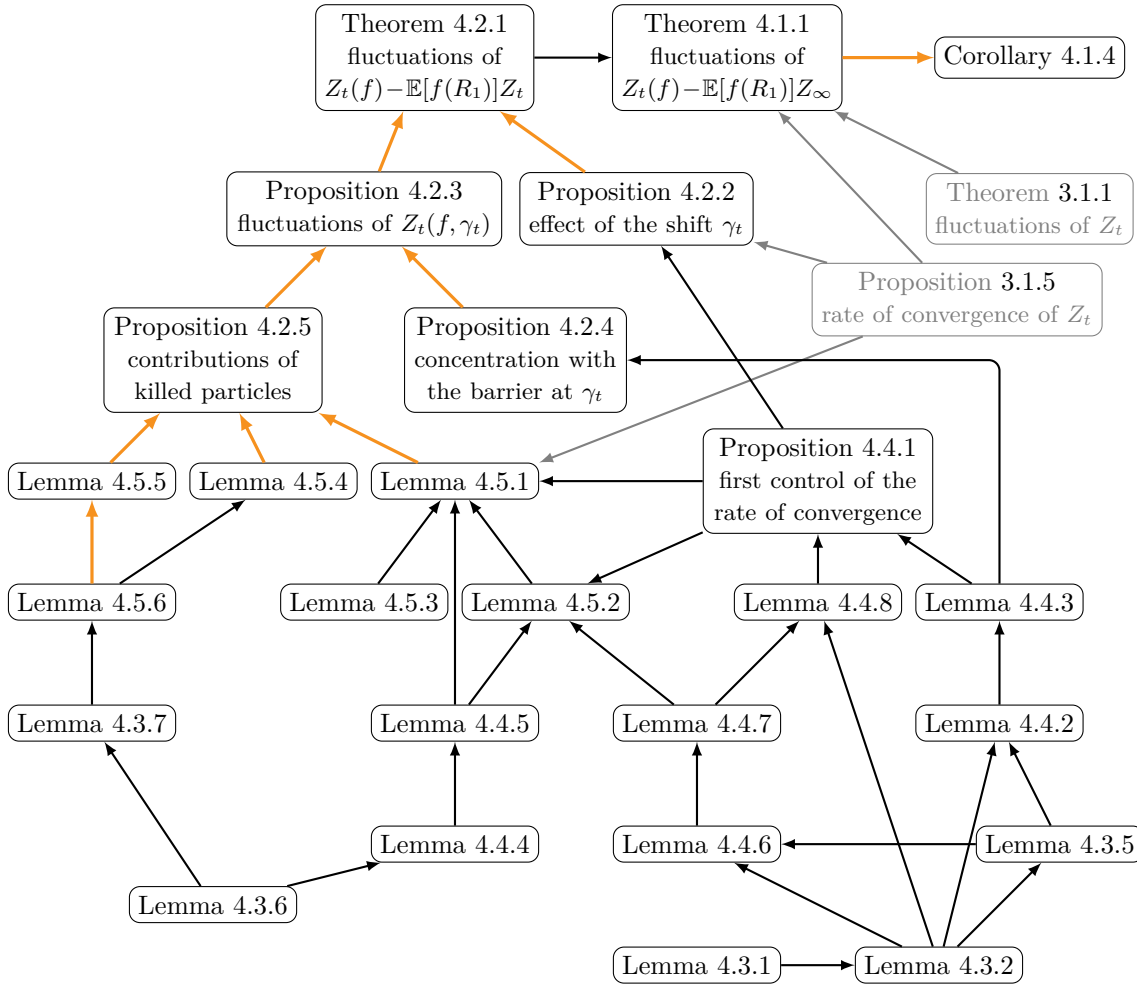 Theorem 4.2.1
fluctuations of
Z_t(f)−𝔼[f(R_1)]Z_t
Theorem 4.1.1
fluctuations of
Z_t(f)−𝔼[f(R_1)]Z_∞
Corollary 4.1.4
Proposition 4.2.3
fluctuations of Z_t(f, γ_t)
Proposition 4.2.2
effect of the shift γ_t
Theorem 3.1.1
fluctuations of Z_t
Proposition 3.1.5
rate of convergence of Z_t
Proposition 4.2.5
contributions of
killed particles
Proposition 4.2.4
concentration with
the barrier at γ_t
Proposition 4.4.1
first control of the
rate of convergence
Lemma 4.5.5
Lemma 4.5.4
Lemma 4.5.1
Lemma 4.5.6
Lemma 4.5.3
Lemma 4.5.2
Lemma 4.4.8
Lemma 4.4.3
Lemma 4.3.7
Lemma 4.4.5
Lemma 4.4.7
Lemma 4.4.2
Lemma 4.4.4
Lemma 4.4.6
Lemma 4.3.5
Lemma 4.3.6
Lemma 4.3.1
Lemma 4.3.2